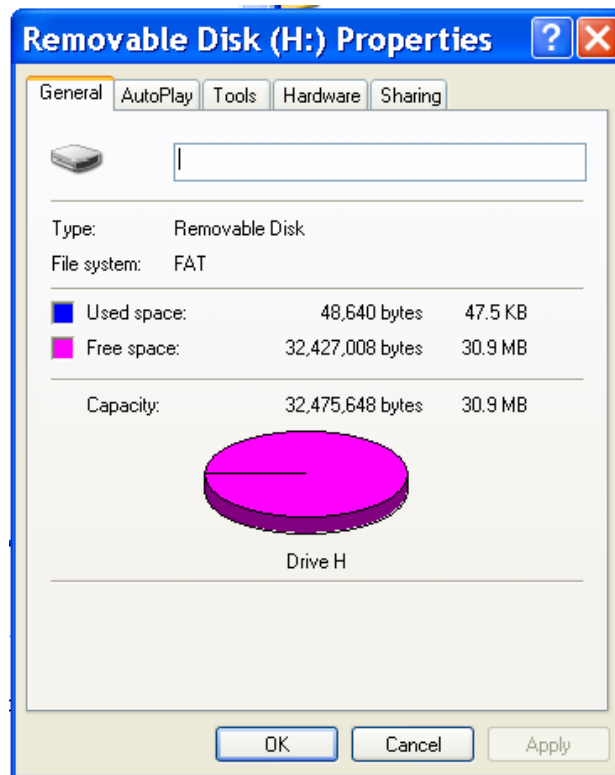 Removable Disk (H:) Properties ?
General AutoPlay Tools Hardware Sharing
Type: Removable Disk
File system: FAT
Used space: 48,640 bytes 47.5 KB
Free space: 32,427,008 bytes 30.9 MB
Capacity: 32,475,648 bytes 30.9 MB
Drive H
OK Cancel Apply